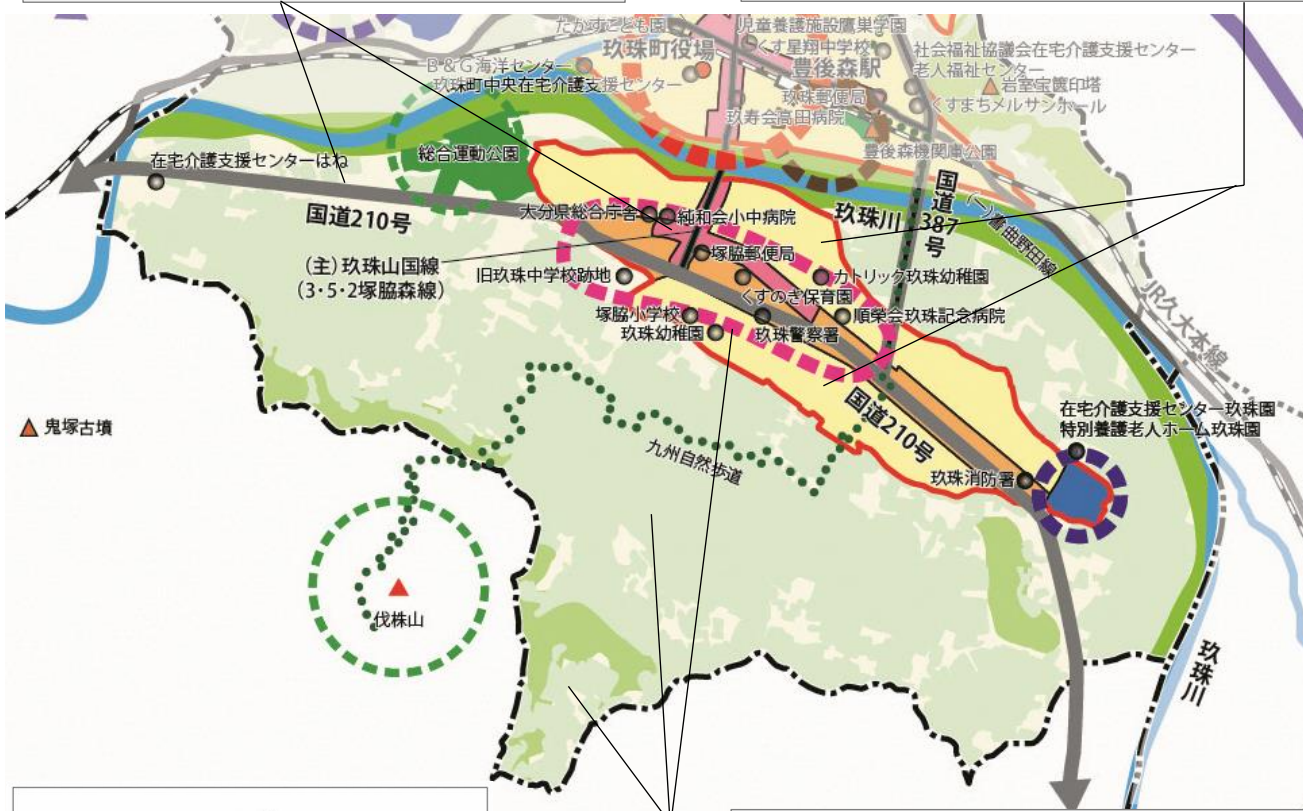 たかすこども園
児童養護施設鷹巣学園
玖珠町役場
くす星翔中学校
社会福祉協議会在宅介護支援センター
B&G海洋センター
豊後森駅
老人福祉センター
玖珠町中央在宅介護支援センター
岩室宝篋印塔
玖珠郵便局
くすまちメルサンホール
玖寿会高田病院
豊後森機関庫公園
在宅介護支援センターはね
総合運動公園
国道210号
大分県総合庁舎
純和会小中病院
玖珠川
国道387号
(一)書曲野田線
(主)玖珠山国線
(3・5・2塚脇森線)
塚脇郵便局
旧玖珠中学校跡地
カトリック玖珠幼稚園
くすのき保育園
JR久大本線
塚脇小学校
順栄会玖珠記念病院
玖珠幼稚園
玖珠警察署
国道210号
在宅介護支援センター玖珠園
特別養護老人ホーム玖珠園
鬼塚古墳
九州自然歩道
玖珠消防署
伐株山
玖珠川